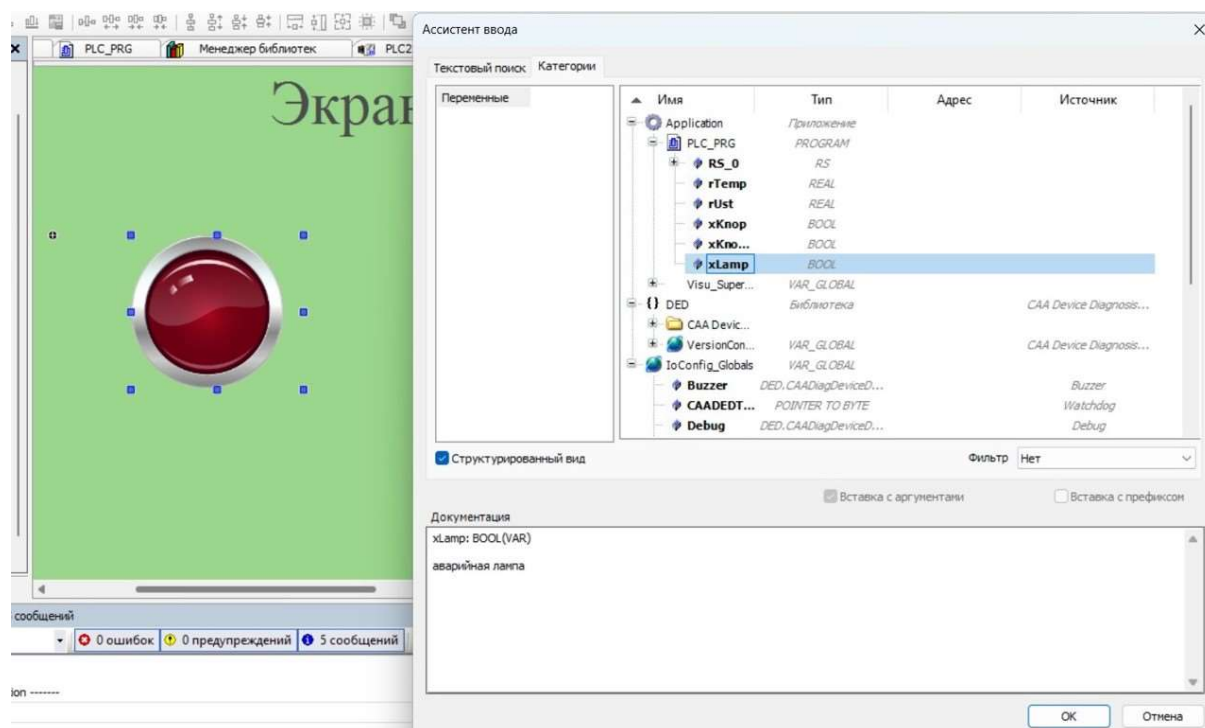 Ассистент ввода
PLC_PRG
Менеджер библиотек
PLC2
Экран
Текстовый поиск
Категории
Переменные
Имя Тип Адрес Источник
Application Приложение
PLC_PRG PROGRAM
RS_0 RS
rTemp REAL
rUst REAL
xKnop BOOL
xKno... BOOL
xLamp BOOL
Visu_Super... VAR_GLOBAL
DED Библиотека CAA Device Diagnosis...
CAA Devic...
VersionCon... VAR_GLOBAL CAA Device Diagnosis...
IoConfig_Globals VAR_GLOBAL
Buzzer DED.CAADiagDeviceD... Buzzer
CAADEDT... POINTER TO BYTE Watchdog
Debug DED.CAADiagDeviceD... Debug
Структурированный вид
Фильтр Нет
Вставка с аргументами
Вставка с префиксом
Документация
xLamp: BOOL(VAR)
аварийная лампа
сообщений
0 ошибок 0 предупреждений 5 сообщений
ion -------
OK Отмена